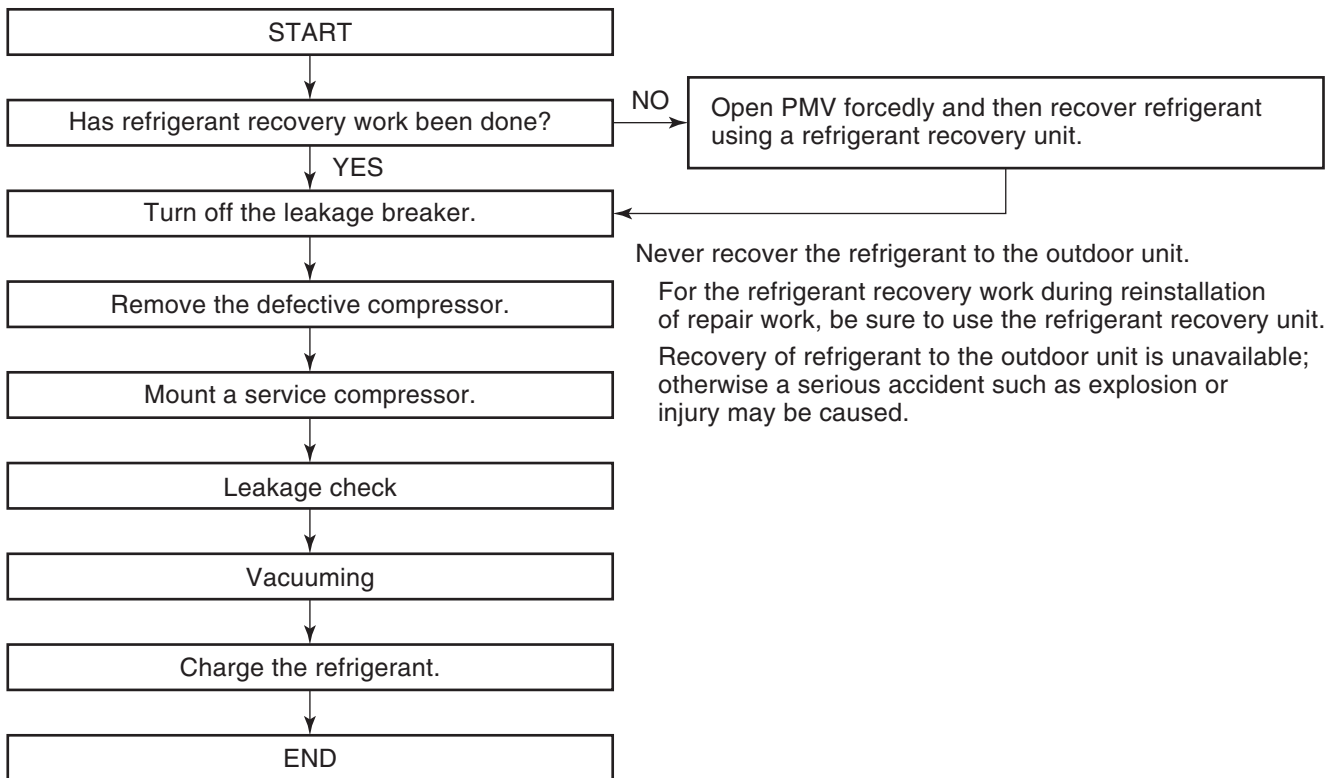 START
Has refrigerant recovery work been done?
NO
Open PMV forcedly and then recover refrigerant
using a refrigerant recovery unit.
YES
Turn off the leakage breaker.
Never recover the refrigerant to the outdoor unit.
For the refrigerant recovery work during reinstallation
of repair work, be sure to use the refrigerant recovery unit.
Recovery of refrigerant to the outdoor unit is unavailable;
otherwise a serious accident such as explosion or
injury may be caused.
Remove the defective compressor.
Mount a service compressor.
Leakage check
Vacuuming
Charge the refrigerant.
END